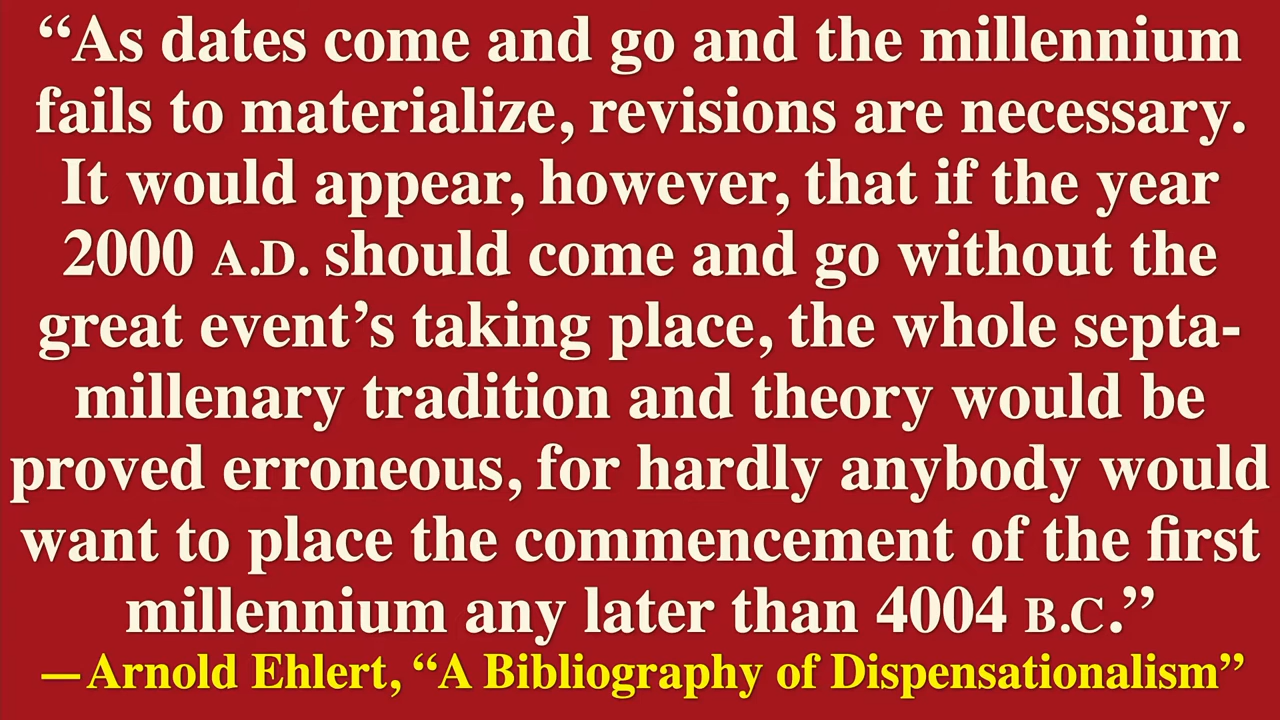 “As dates come and go and the millennium
fails to materialize, revisions are necessary.
It would appear, however, that if the year
2000 A.D. should come and go without the
great event’s taking place, the whole septa-
millenary tradition and theory would be
proved erroneous, for hardly anybody would
want to place the commencement of the first
millennium any later than 4004 B.C.”
—Arnold Ehlert, “A Bibliography of Dispensationalism”